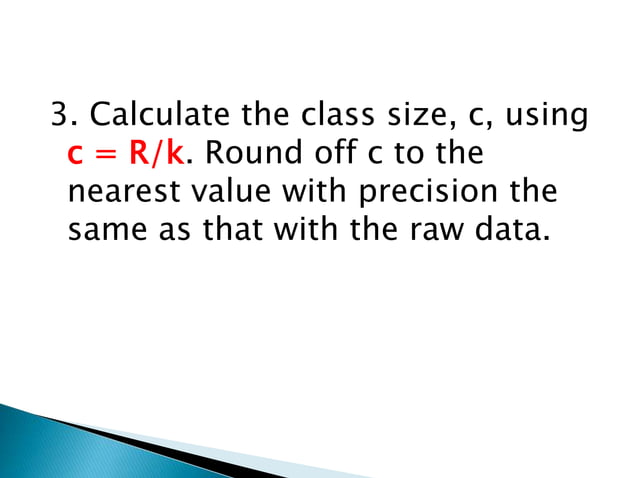 3. Calculate the class size, c, using
c = R/k. Round off c to the
nearest value with precision the
same as that with the raw data.